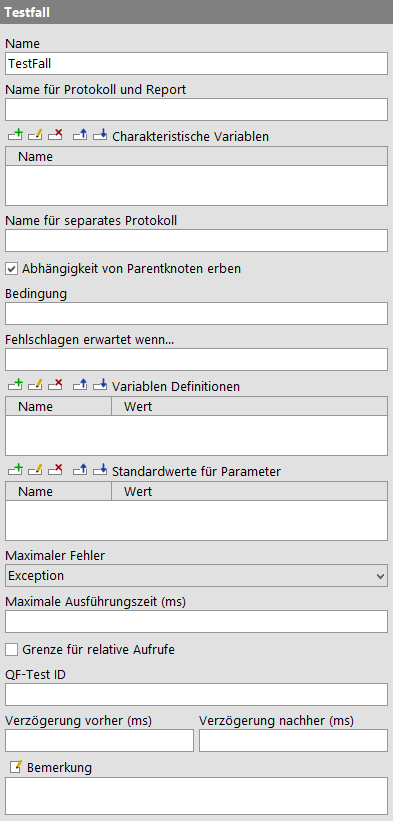 Testfall
Name
TestFall
Name für Protokoll und Report
Charakteristische Variablen
Name
Name für separates Protokoll
Abhängigkeit von Parentknoten erben
Bedingung
Fehlschlagen erwartet wenn...
Variablen Definitionen
Name Wert
Standardwerte für Parameter
Name Wert
Maximaler Fehler
Exception
Maximale Ausführungszeit (ms)
Grenze für relative Aufrufe
QF-Test ID
Verzögerung vorher (ms) Verzögerung nachher (ms)
Bemerkung